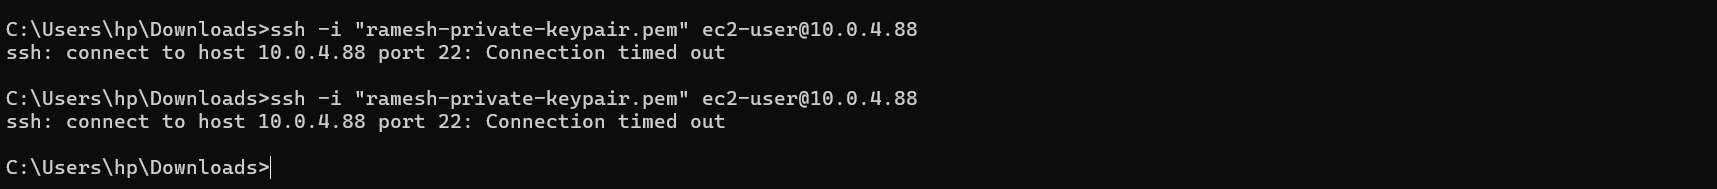 C:\Users\hp\Downloads>ssh -i "ramesh-private-keypair.pem" ec2-user@10.0.4.88
ssh: connect to host 10.0.4.88 port 22: Connection timed out
C:\Users\hp\Downloads>ssh -i "ramesh-private-keypair.pem" ec2-user@10.0.4.88
ssh: connect to host 10.0.4.88 port 22: Connection timed out
C:\Users\hp\Downloads>